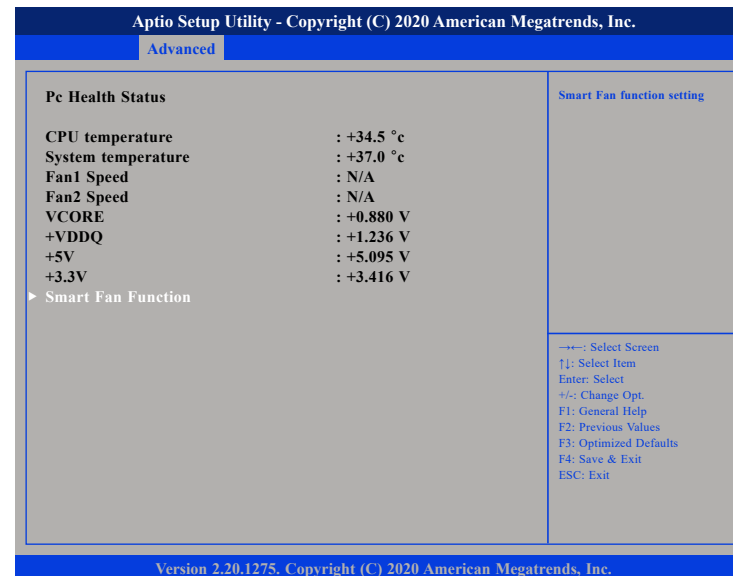 Aptio Setup Utility - Copyright (C) 2020 American Megatrends, Inc.
Advanced
Pc Health Status
CPU temperature : +34.5 °c
System temperature : +37.0 °c
Fan1 Speed : N/A
Fan2 Speed : N/A
VCORE : +0.880 V
+VDDQ : +1.236 V
+5V : +5.095 V
+3.3V : +3.416 V
▶ Smart Fan Function
Smart Fan function setting
→←: Select Screen
↑↓: Select Item
Enter: Select
+/-: Change Opt.
F1: General Help
F2: Previous Values
F3: Optimized Defaults
F4: Save & Exit
ESC: Exit
Version 2.20.1275. Copyright (C) 2020 American Megatrends, Inc.